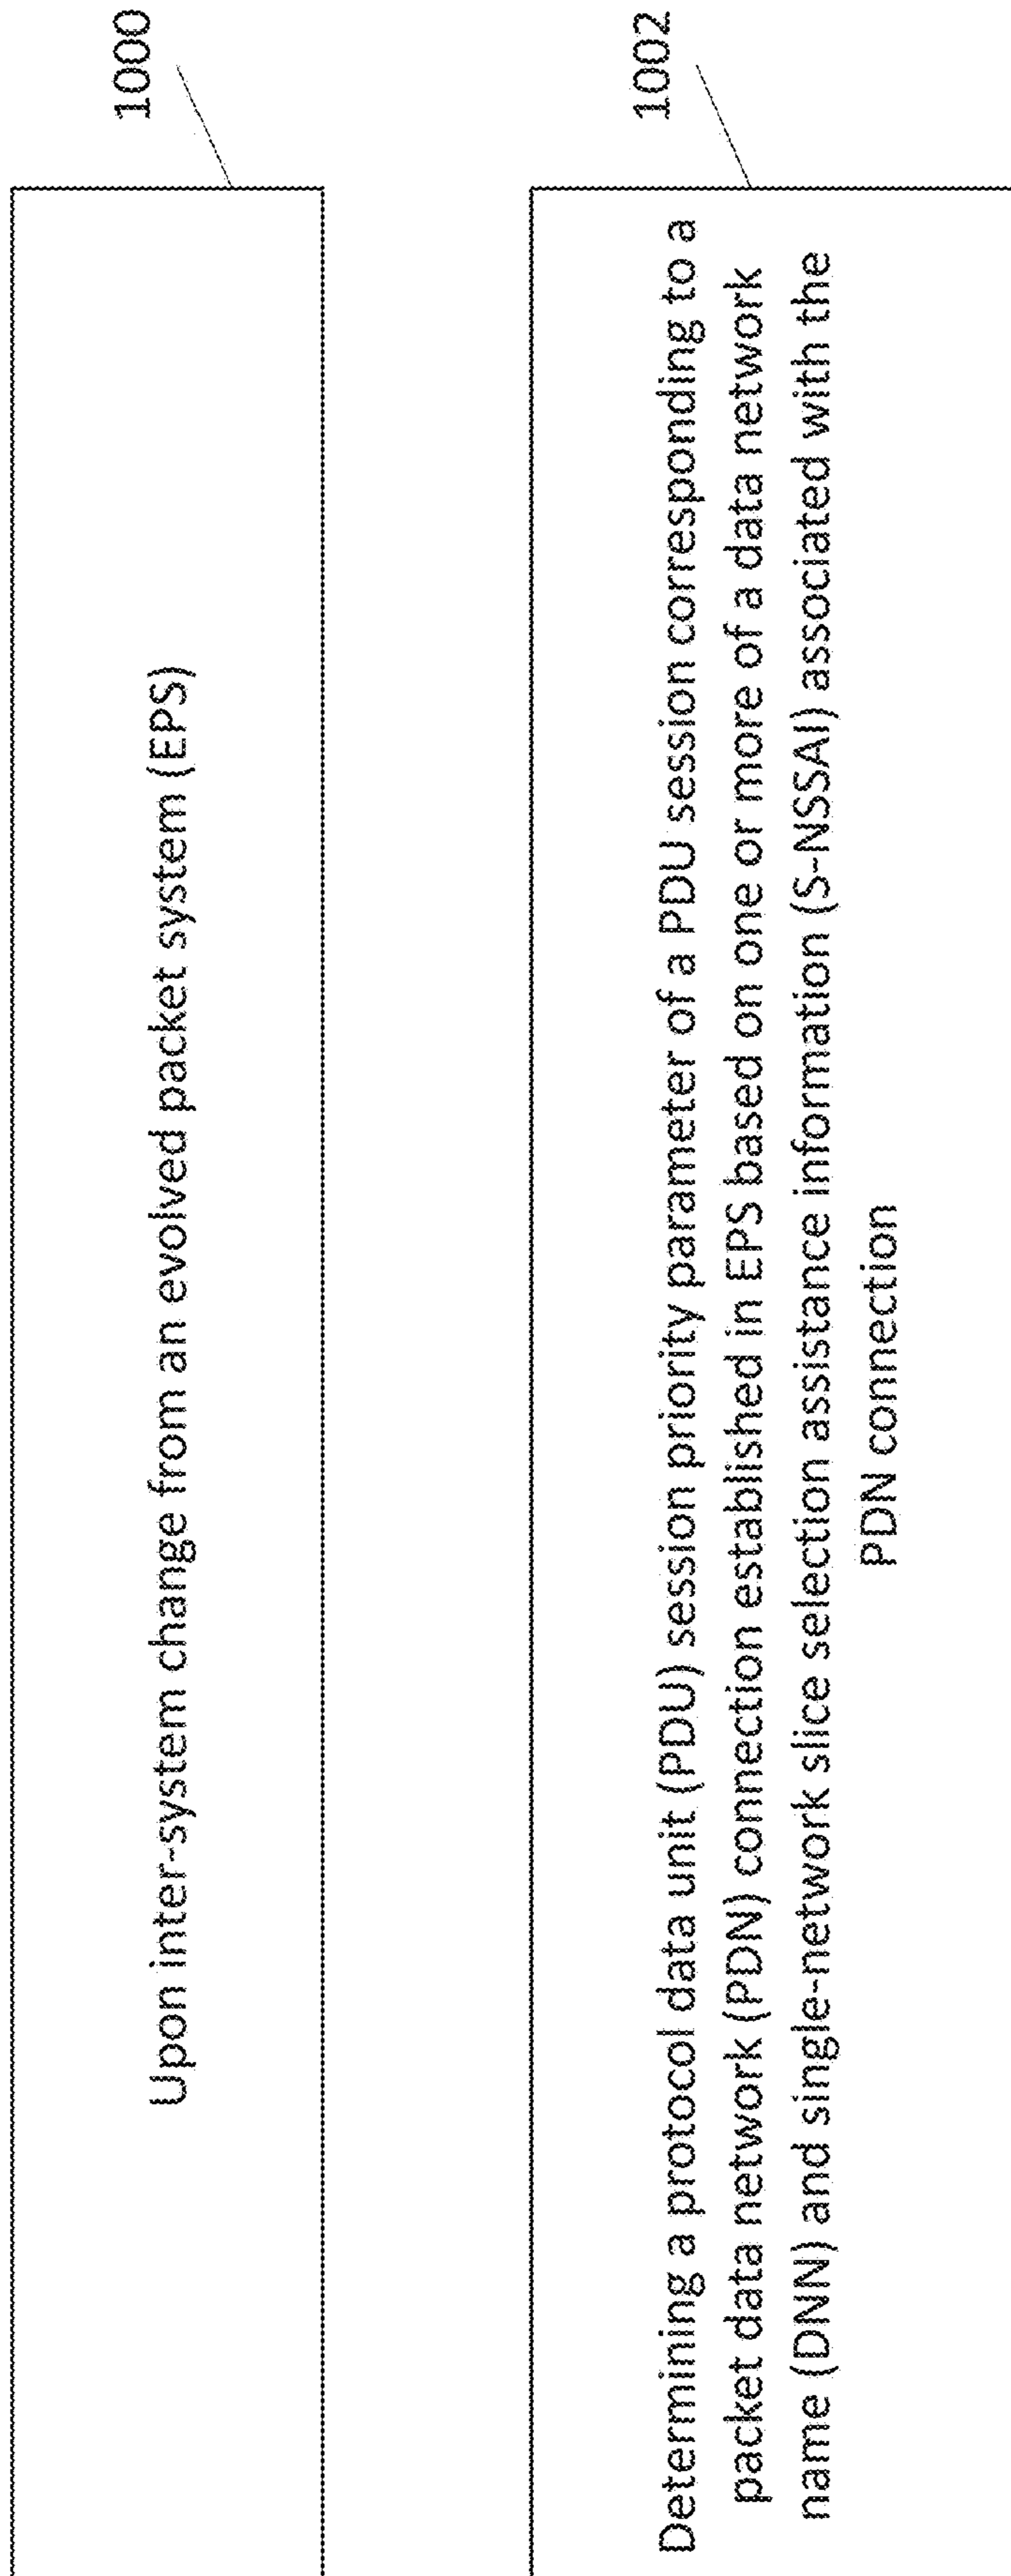 1000
Upon inter-system change from an evolved packet system (EPS)
1002
Determining a protocol data unit (PDU) session priority parameter of a PDU session corresponding to a
packet data network (PDN) connection established in EPS based on one or more of a data network
name (DNN) and single-network slice selection assistance information (S-NSSAI) associated with the
PDN connection